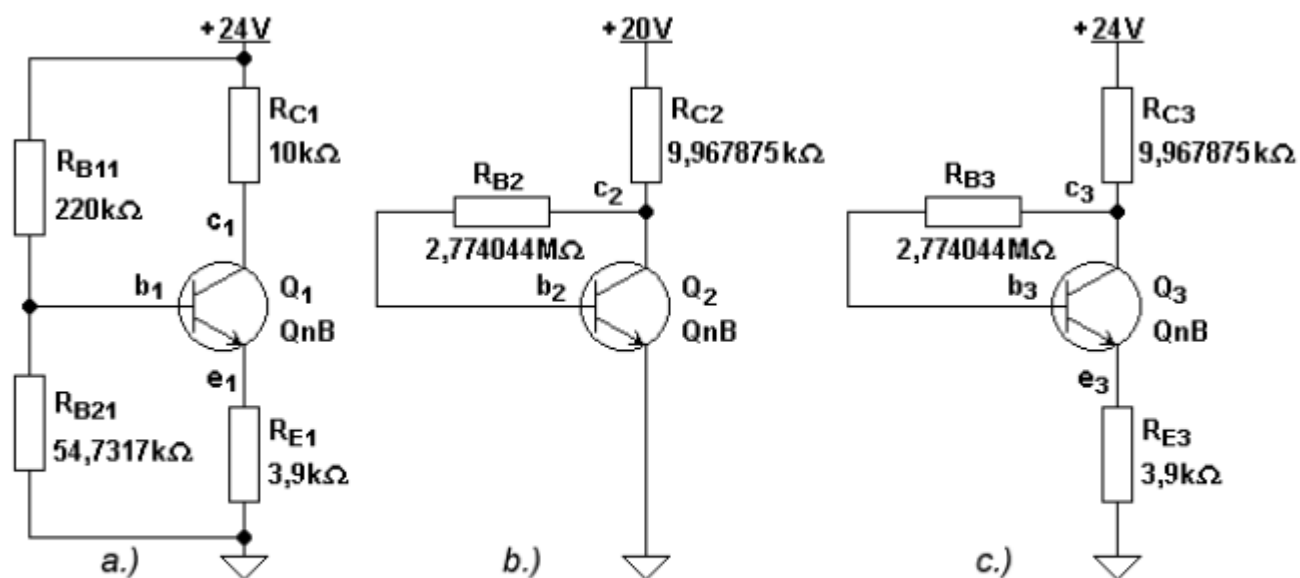 +24V
RC1
10kΩ
RB11
220kΩ
c1
b1
Q1
QnB
e1
RB21
54,7317kΩ
RE1
3,9kΩ
a.)
+20V
RC2
9,967875kΩ
RB2
c2
2,774044MΩ
b2
Q2
QnB
b.)
+24V
RC3
9,967875kΩ
RB3
c3
2,774044MΩ
b3
Q3
QnB
e3
RE3
3,9kΩ
c.)